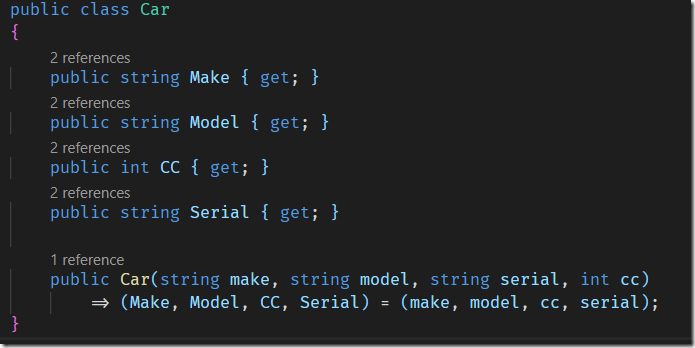 public class Car
{
2 references
public string Make { get; }
2 references
public string Model { get; }
2 references
public int CC { get; }
2 references
public string Serial { get; }
1 reference
public Car(string make, string model, string serial, int cc)
=> (Make, Model, CC, Serial) = (make, model, cc, serial);
}